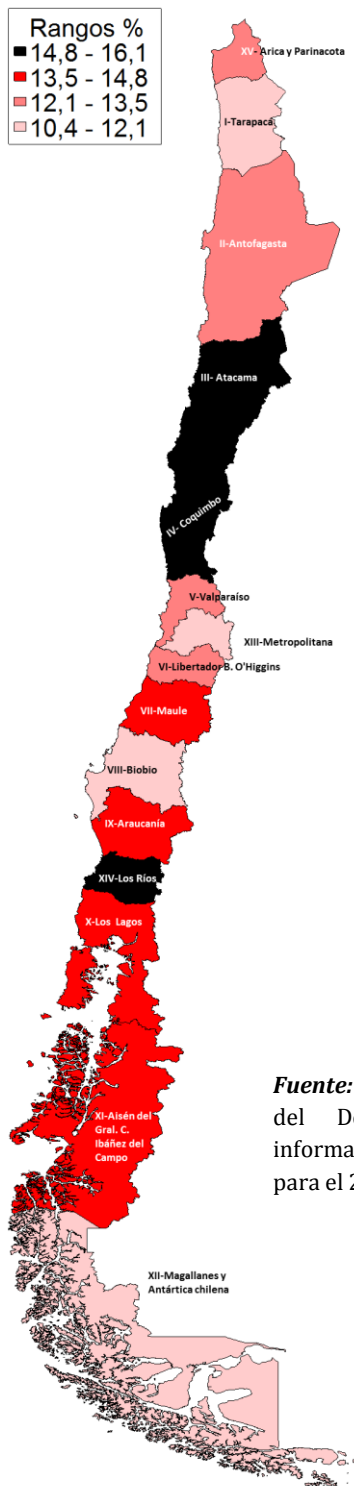 Rangos %
14,8 - 16,1
13,5 - 14,8
12,1 - 13,5
10,4 - 12,1
XV- Arica y Parinacota
I-Tarapacá
II-Antofagasta
III- Atacama
IV- Coquimbo
V-Valparaíso
XIII-Metropolitana
VI-Libertador B. O'Higgins
VII-Maule
VIII-Biobio
IX-Araucanía
XIV-Los Ríos
X-Los Lagos
XI-Aisén del
Gral. C.
Ibáñez del
Campo
Fuente:
del
informa
para el 2
XII-Magallanes y
Antártica chilena